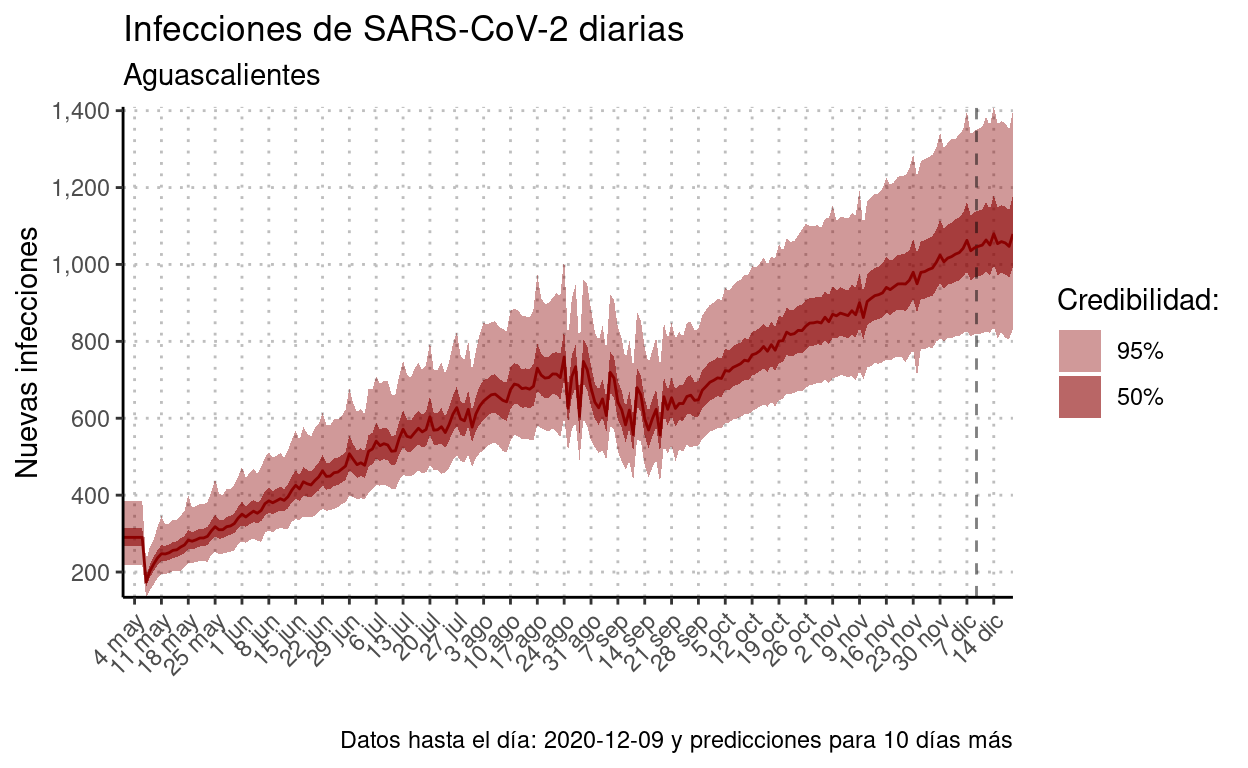 Infecciones de SARS-CoV-2 diarias
Aguascalientes
Nuevas infecciones
1,400
1,200
1,000
800
600
400
200
4 may
11 may
18 may
25 may
1 jun
8 jun
15 jun
22 jun
29 jun
6 jul
13 jul
20 jul
27 jul
3 ago
10 ago
17 ago
24 ago
31 ago
7 sep
14 sep
21 sep
28 sep
5 oct
12 oct
19 oct
26 oct
2 nov
9 nov
16 nov
23 nov
30 nov
7 dic
14 dic
Credibilidad:
95%
50%
Datos hasta el día: 2020-12-09 y predicciones para 10 días más